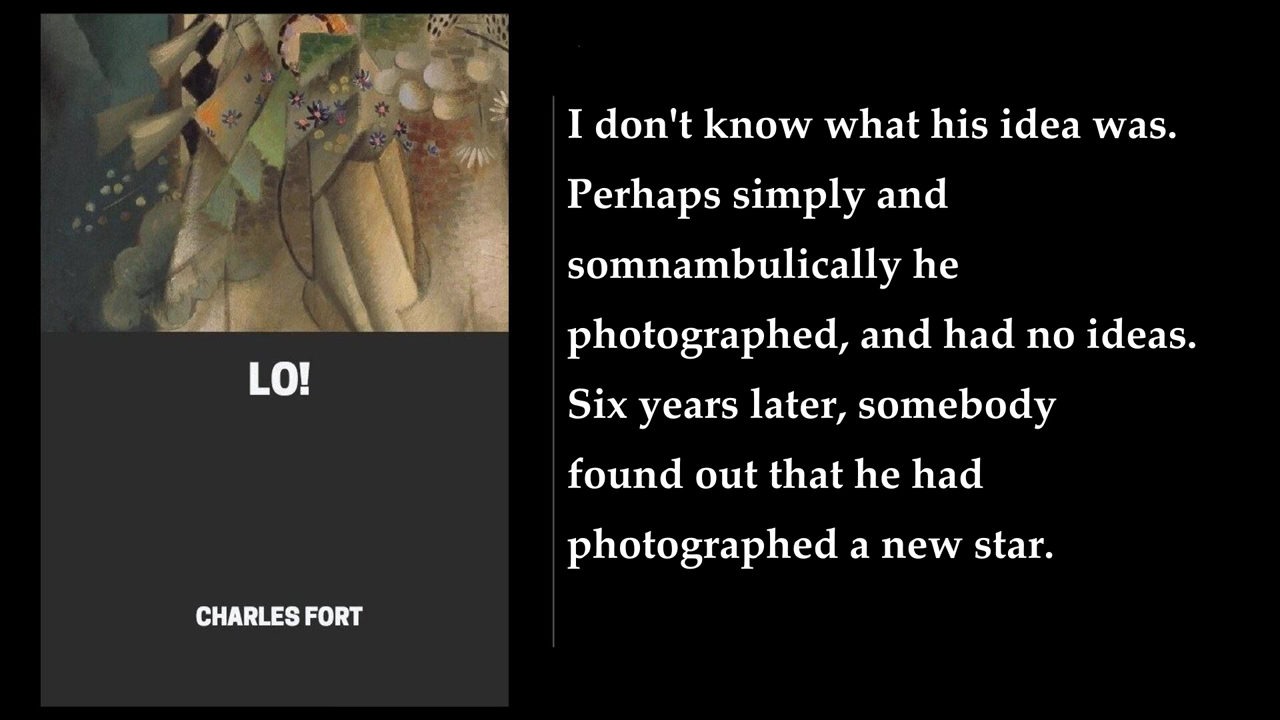 LO!
CHARLES FORT
I don't know what his idea was.
Perhaps simply and
somnambulically he
photographed, and had no ideas.
Six years later, somebody
found out that he had
photographed a new star.